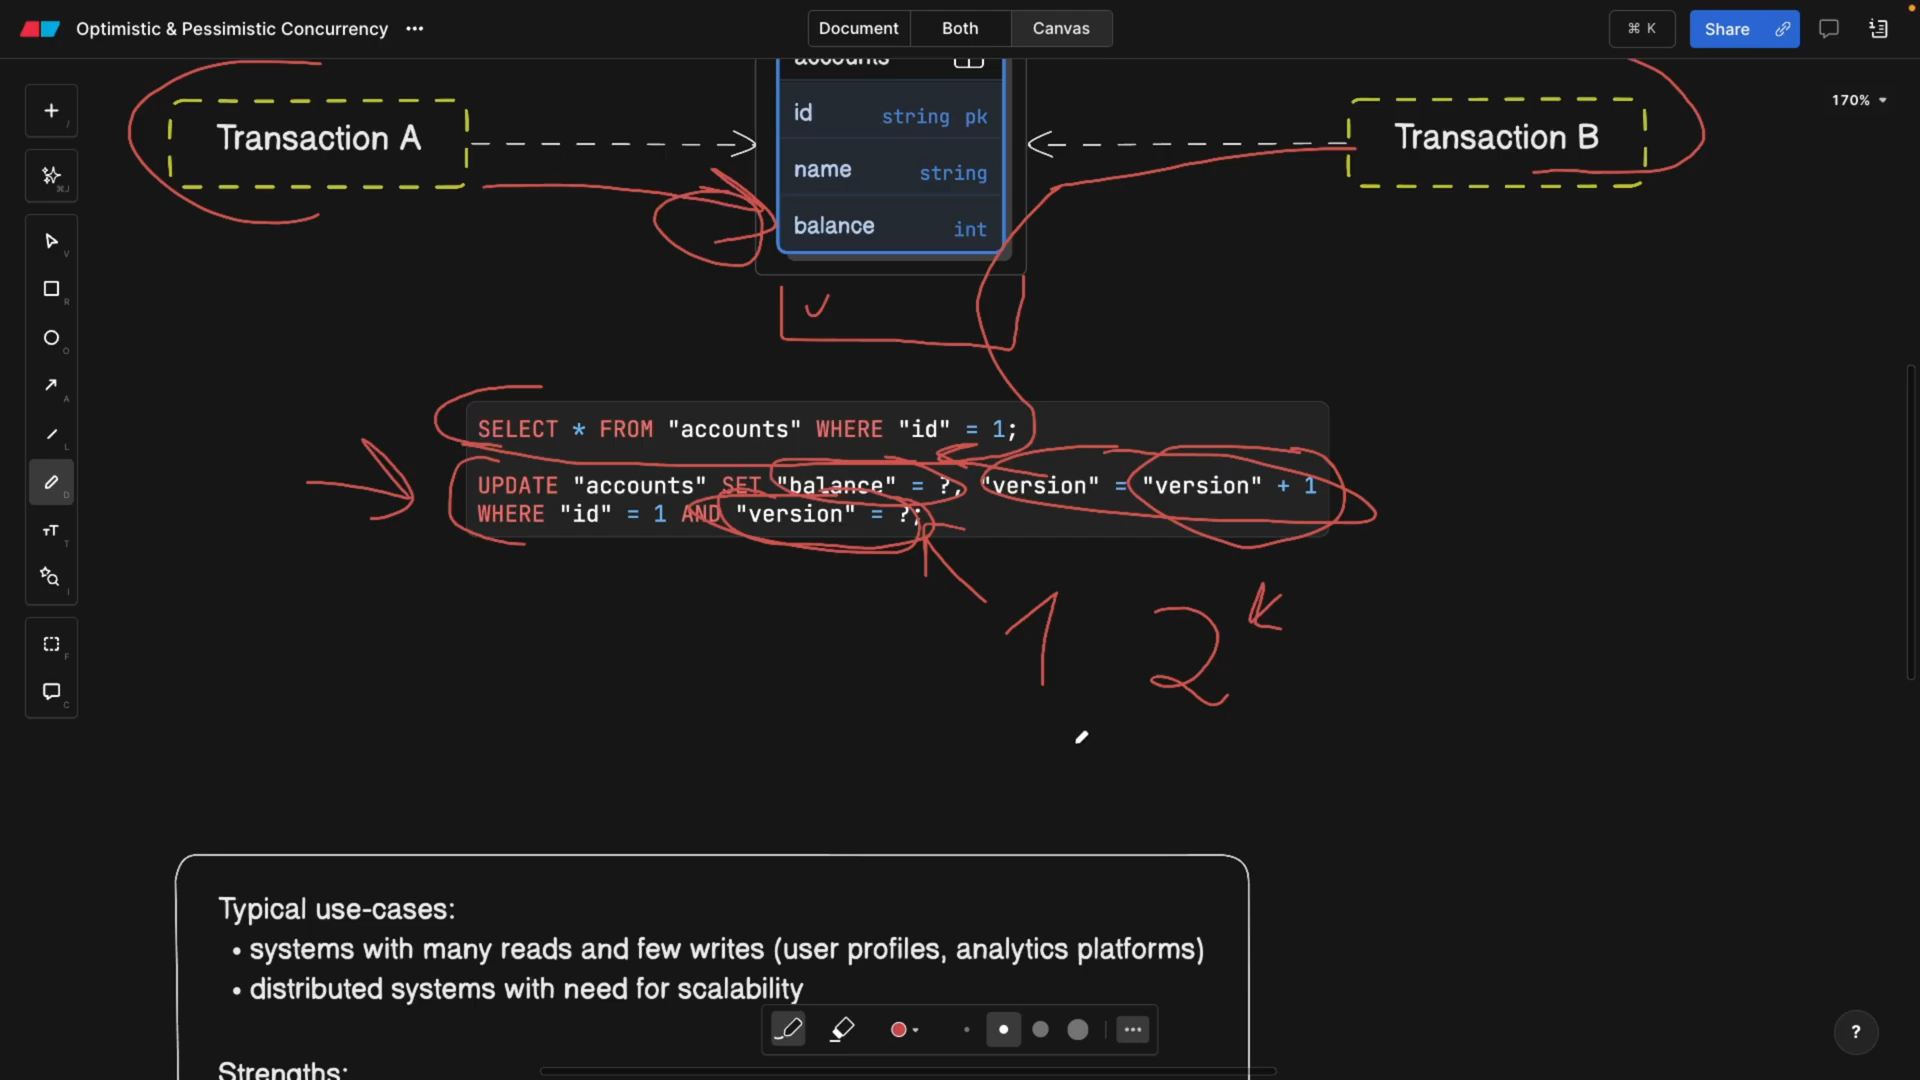 Optimistic & Pessimistic Concurrency
Document
Both
Canvas
⌘ K
Share
170%
Transaction A
accounts
id string pk
name string
balance int
Transaction B
v
SELECT * FROM "accounts" WHERE "id" = 1;
UPDATE "accounts" SET "balance" = ?, "version" = "version" + 1
WHERE "id" = 1 AND "version" = ?;
1 2
Typical use-cases:
• systems with many reads and few writes (user profiles, analytics platforms)
• distributed systems with need for scalability
Strengths:
/
⌘J
V
R
O
A
L
D
T
I
F
C
?